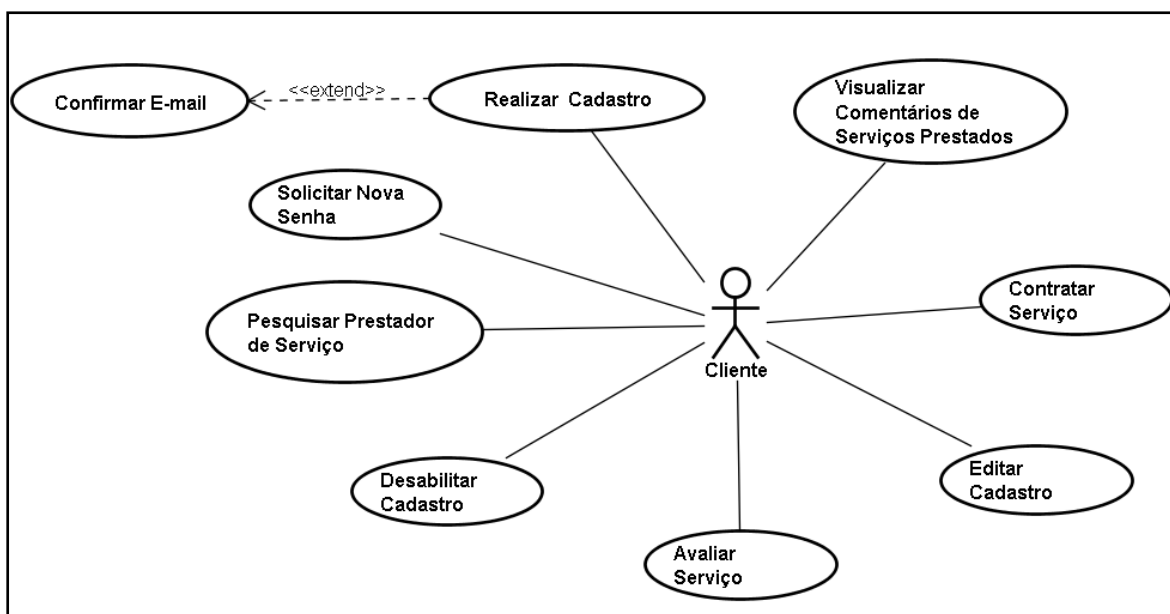 Confirmar E-mail
<<extend>>
Realizar Cadastro
Visualizar
Comentários de
Serviços Prestados
Solicitar Nova
Senha
Pesquisar Prestador
de Serviço
Contratar
Serviço
Cliente
Desabilitar
Cadastro
Editar
Cadastro
Avaliar
Serviço